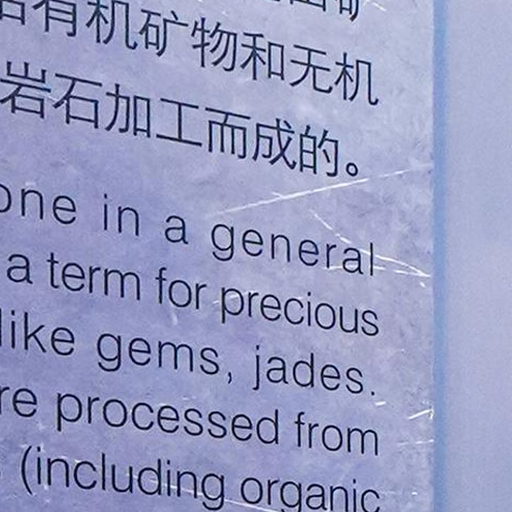 有机矿物和无机
岩石加工而成的。
one in a general
a term for precious
like gems, jades.
processed from
(including organic